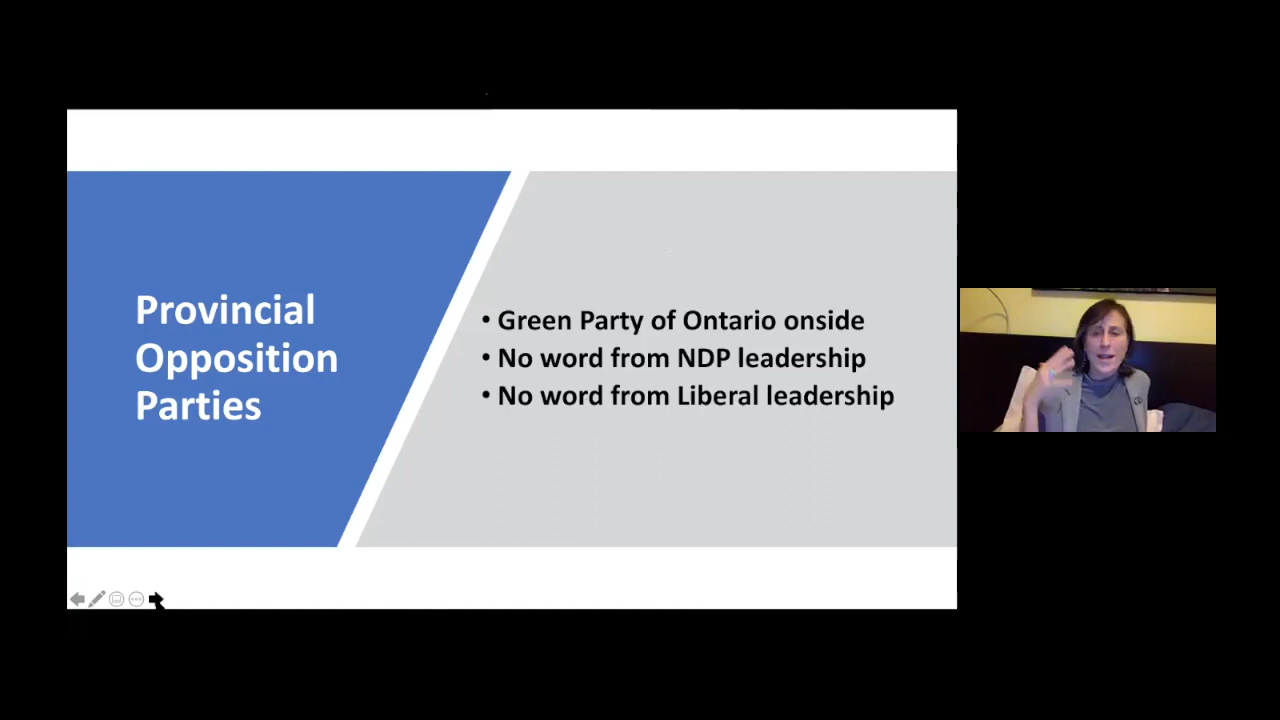 Provincial
Opposition
Parties
• Green Party of Ontario onside
• No word from NDP leadership
• No word from Liberal leadership